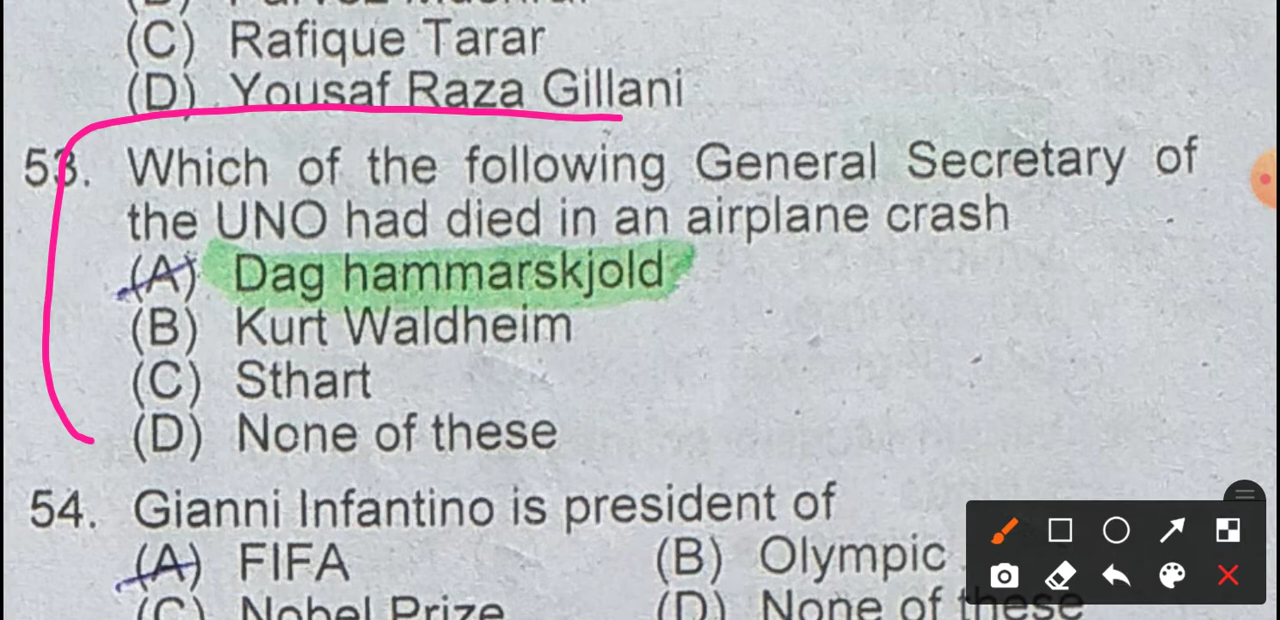 (C) Rafique Tarar
(D) Yousaf Raza Gillani
53. Which of the following General Secretary of
the UNO had died in an airplane crash
(A) Dag hammarskjold
(B) Kurt Waldheim
(C) Sthart
(D) None of these
54. Gianni Infantino is president of
(A) FIFA (B) Olympic
(C) Nobel Prize (D) None of these